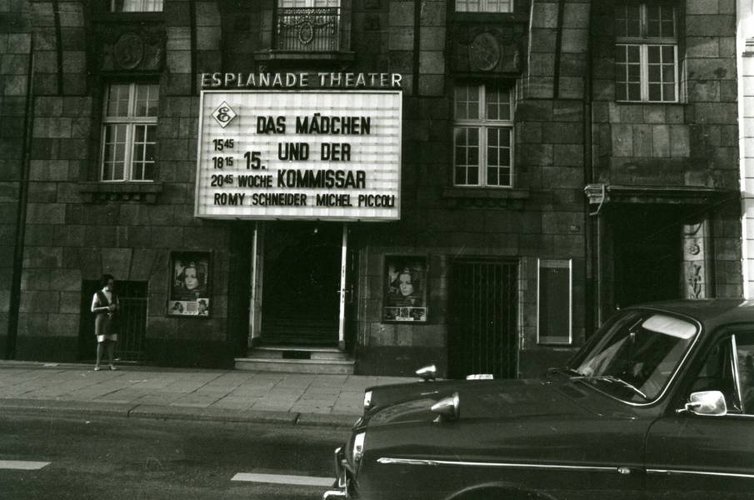 ESPLANADE THEATER
E
DAS MÄDCHEN
15⁴⁵ UND DER
18¹⁵ 15.
20⁴⁵ WOCHE KOMMISSAR
ROMY SCHNEIDER MICHEL PICCOLI